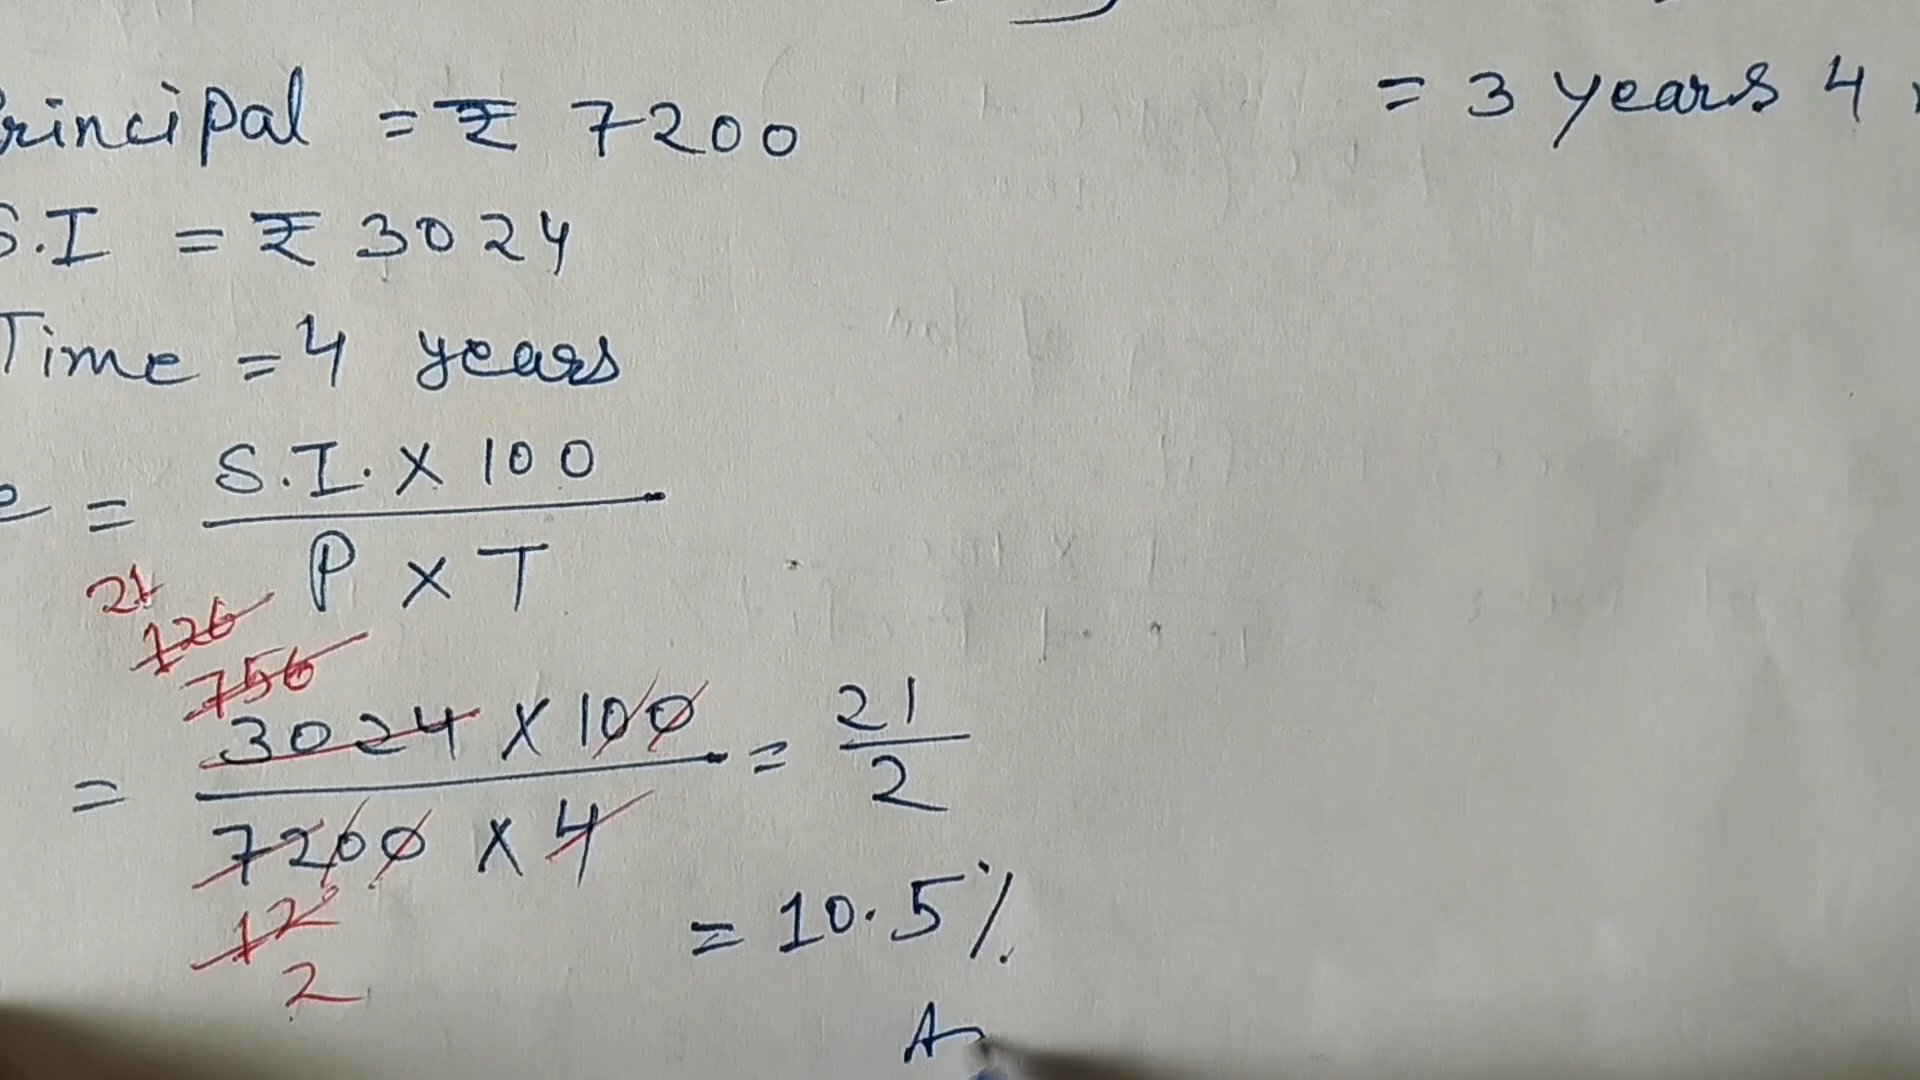 = 3 years 4
Principal = ₹ 7200
S.I = ₹ 3024
Time = 4 years
= S.I. X 100
P X T
21
126
756
= 3024 X 100 = 21
7200 X 4 2
12
2
= 10.5%